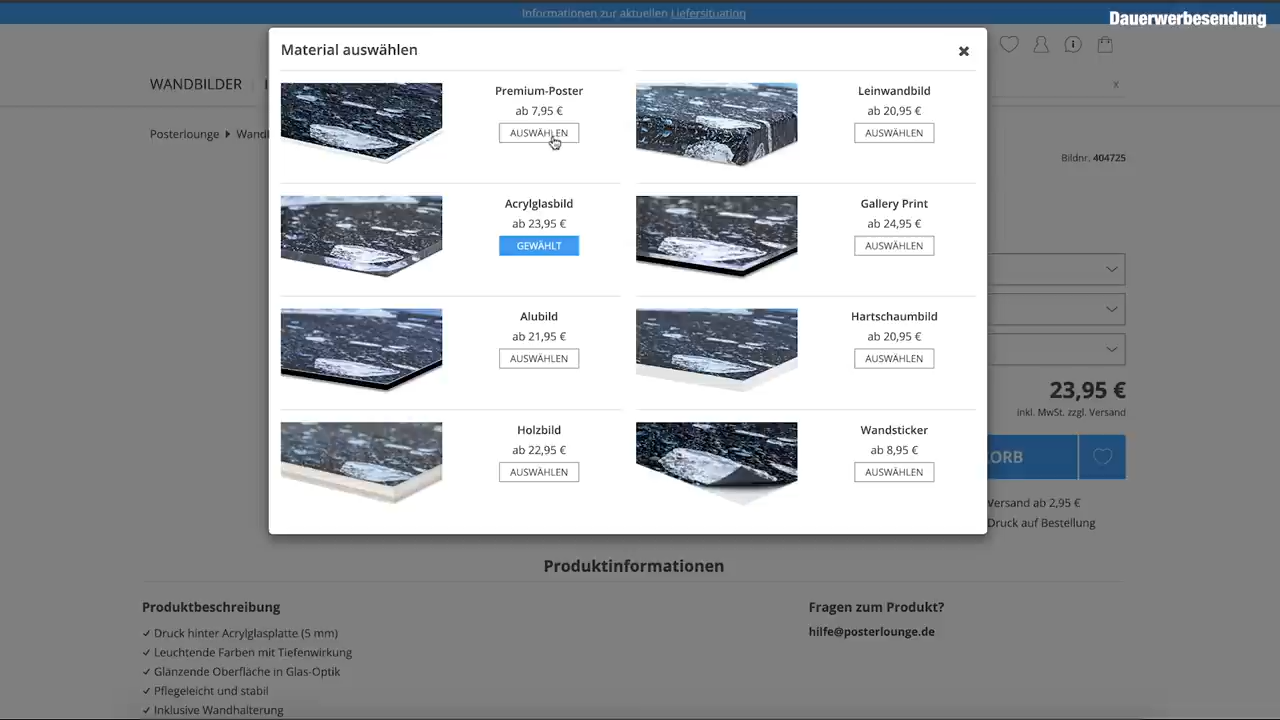 Informationen zur aktuellen Liefersituation
Dauerwerbesendung
Material auswählen
WANDBILDER
x
Posterlounge
Bildnr. 404725
Premium-Poster
ab 7,95 €
AUSWÄHLEN
Leinwandbild
ab 20,95 €
AUSWÄHLEN
Acrylglasbild
ab 23,95 €
GEWÄHLT
Gallery Print
ab 24,95 €
AUSWÄHLEN
Alubild
ab 21,95 €
AUSWÄHLEN
Hartschaumbild
ab 20,95 €
AUSWÄHLEN
Holzbild
ab 22,95 €
AUSWÄHLEN
Wandsticker
ab 8,95 €
AUSWÄHLEN
23,95 €
inkl. MwSt. zzgl. Versand
ORB
Versand ab 2,95 €
Druck auf Bestellung
Produktinformationen
Produktbeschreibung
✓ Druck hinter Acrylglasplatte (5 mm)
✓ Leuchtende Farben mit Tiefenwirkung
✓ Glänzende Oberfläche in Glas-Optik
✓ Pflegeleicht und stabil
✓ Inklusive Wandhalterung
Fragen zum Produkt?
hilfe@posterlounge.de